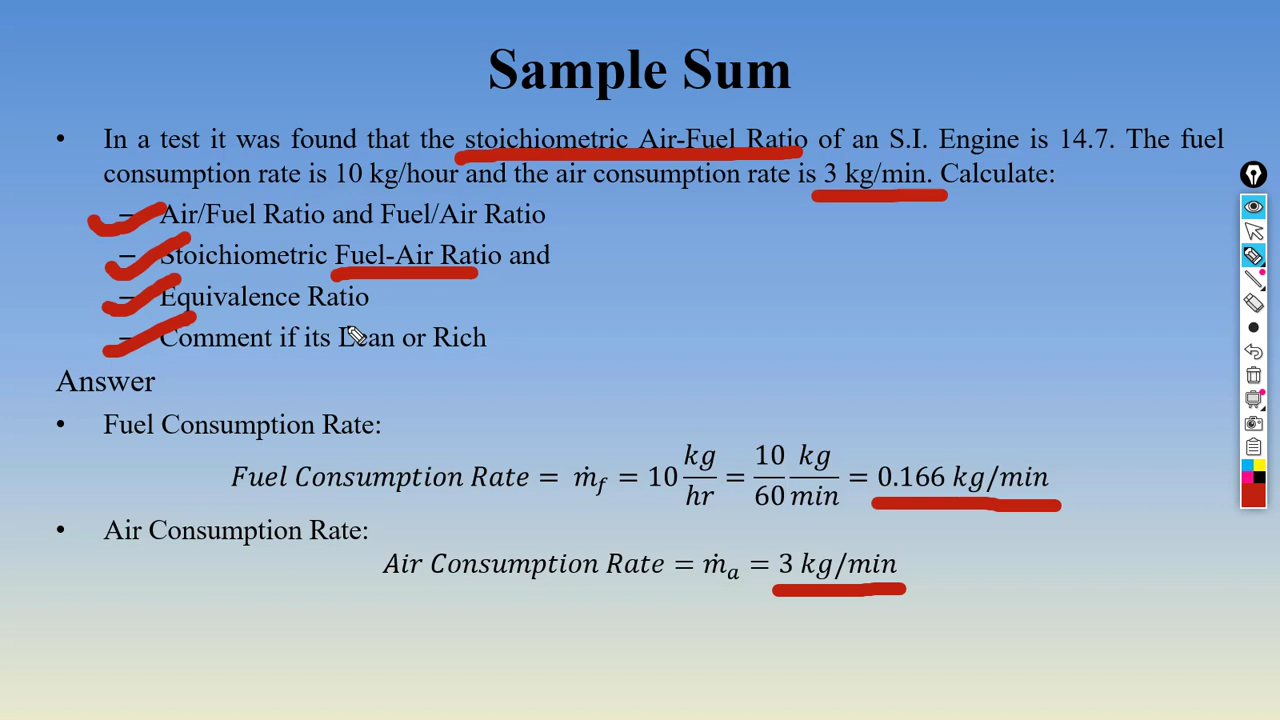 Sample Sum
• In a test it was found that the stoichiometric Air-Fuel Ratio of an S.I. Engine is 14.7. The fuel
consumption rate is 10 kg/hour and the air consumption rate is 3 kg/min. Calculate:
– Air/Fuel Ratio and Fuel/Air Ratio
– Stoichiometric Fuel-Air Ratio and
– Equivalence Ratio
– Comment if its Lean or Rich
Answer
• Fuel Consumption Rate:
Fuel Consumption Rate = ṁ_f = 10 kg/hr = 10/60 kg/min = 0.166 kg/min
• Air Consumption Rate:
Air Consumption Rate = ṁ_a = 3 kg/min